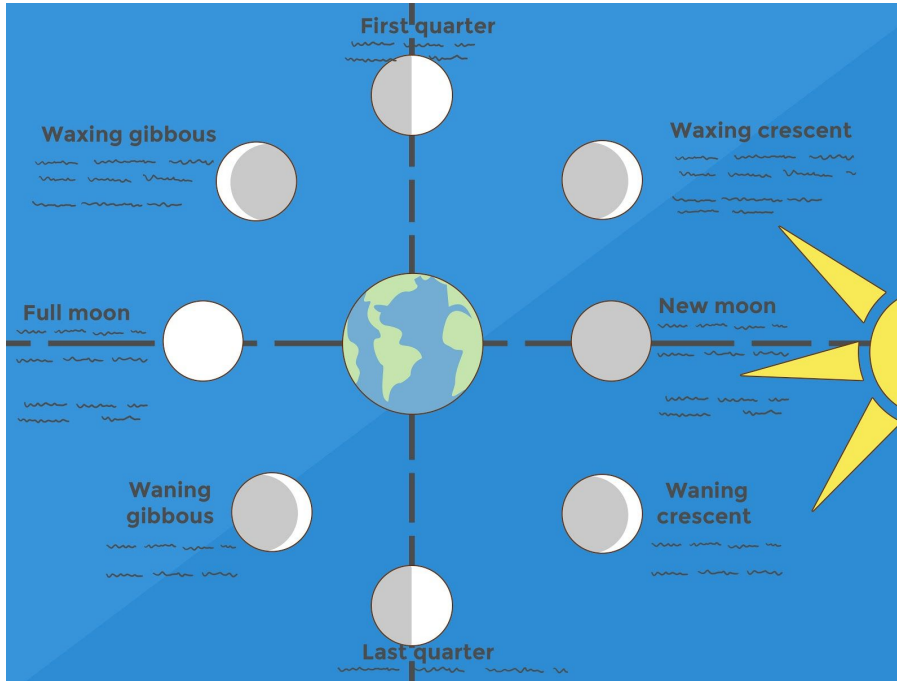 First quarter
Waxing gibbous
Waxing crescent
Full moon
New moon
Waning
gibbous
Waning
crescent
Last quarter